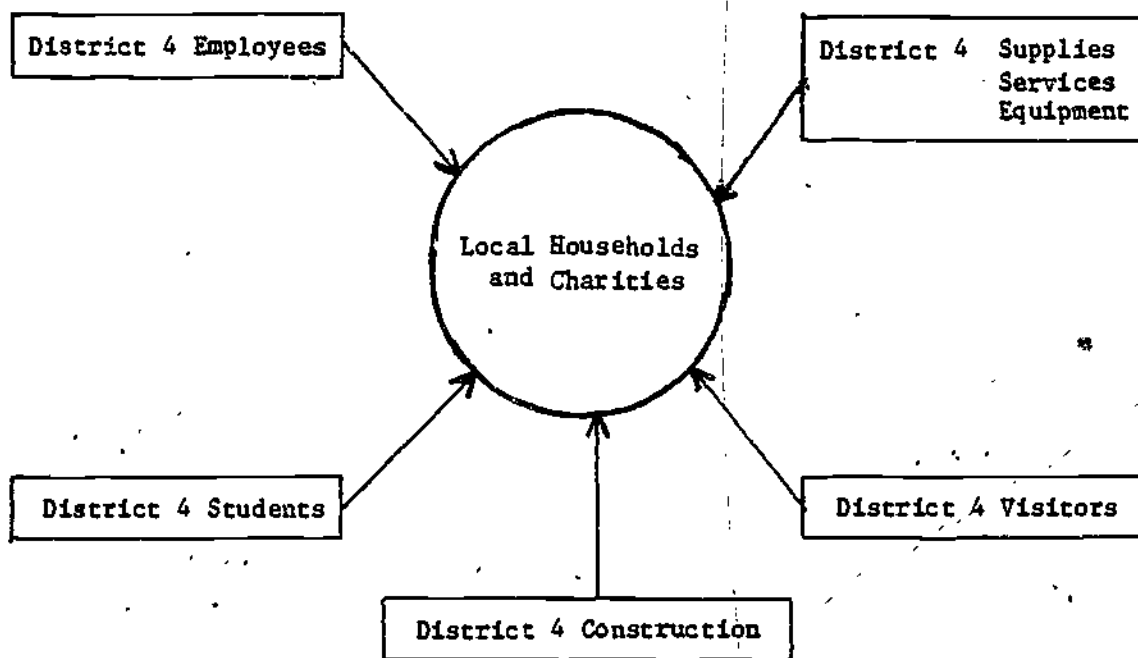 District 4 Employees
District 4 Supplies
Services
Equipment
Local Households
and Charities
District 4 Students
District 4 Visitors
District 4 Construction